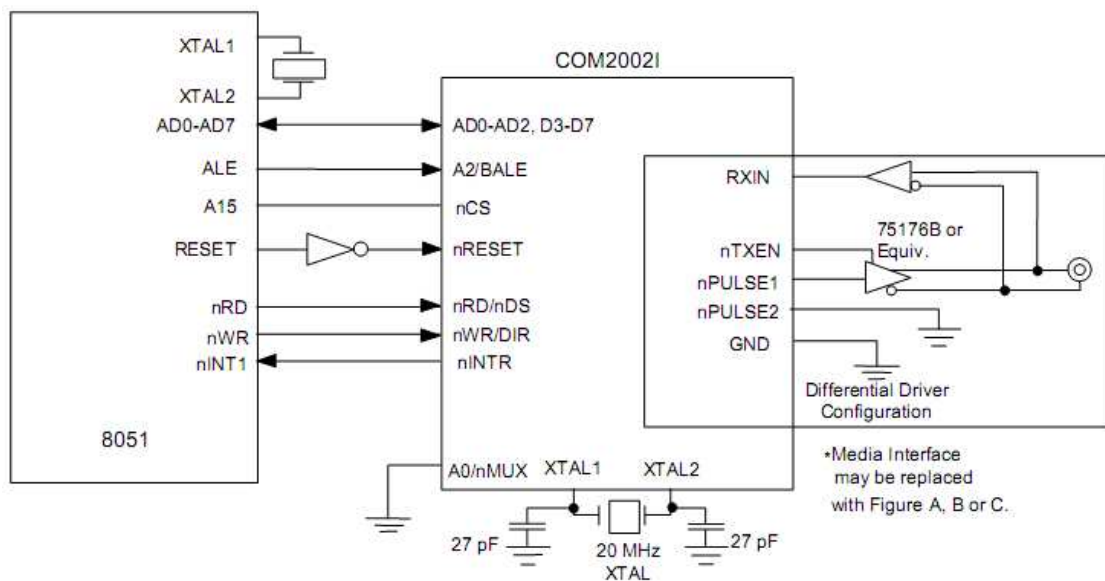 XTAL1
XTAL2
AD0-AD7
ALE
A15
RESET
nRD
nWR
nINT1
8051
COM2002I
AD0-AD2, D3-D7
A2/BALE
nCS
nRESET
nRD/nDS
nWR/DIR
nINTR
A0/nMUX
XTAL1
XTAL2
27 pF
20 MHz
XTAL
27 pF
RXIN
75176B or
Equiv.
nTXEN
nPULSE1
nPULSE2
GND
Differential Driver
Configuration
*Media Interface
may be replaced
with Figure A, B or C.